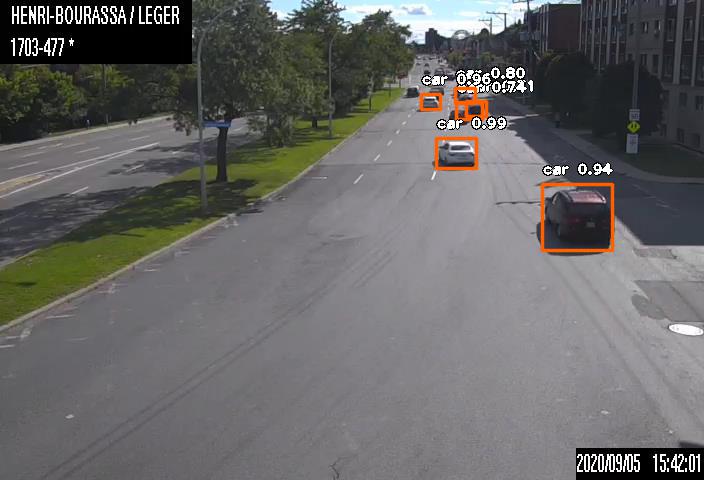 HENRI-BOURASSA / LEGER
1703-477 *
car 0.96
0.80
car 0.99
car 0.94
2020/09/05 15:42:01